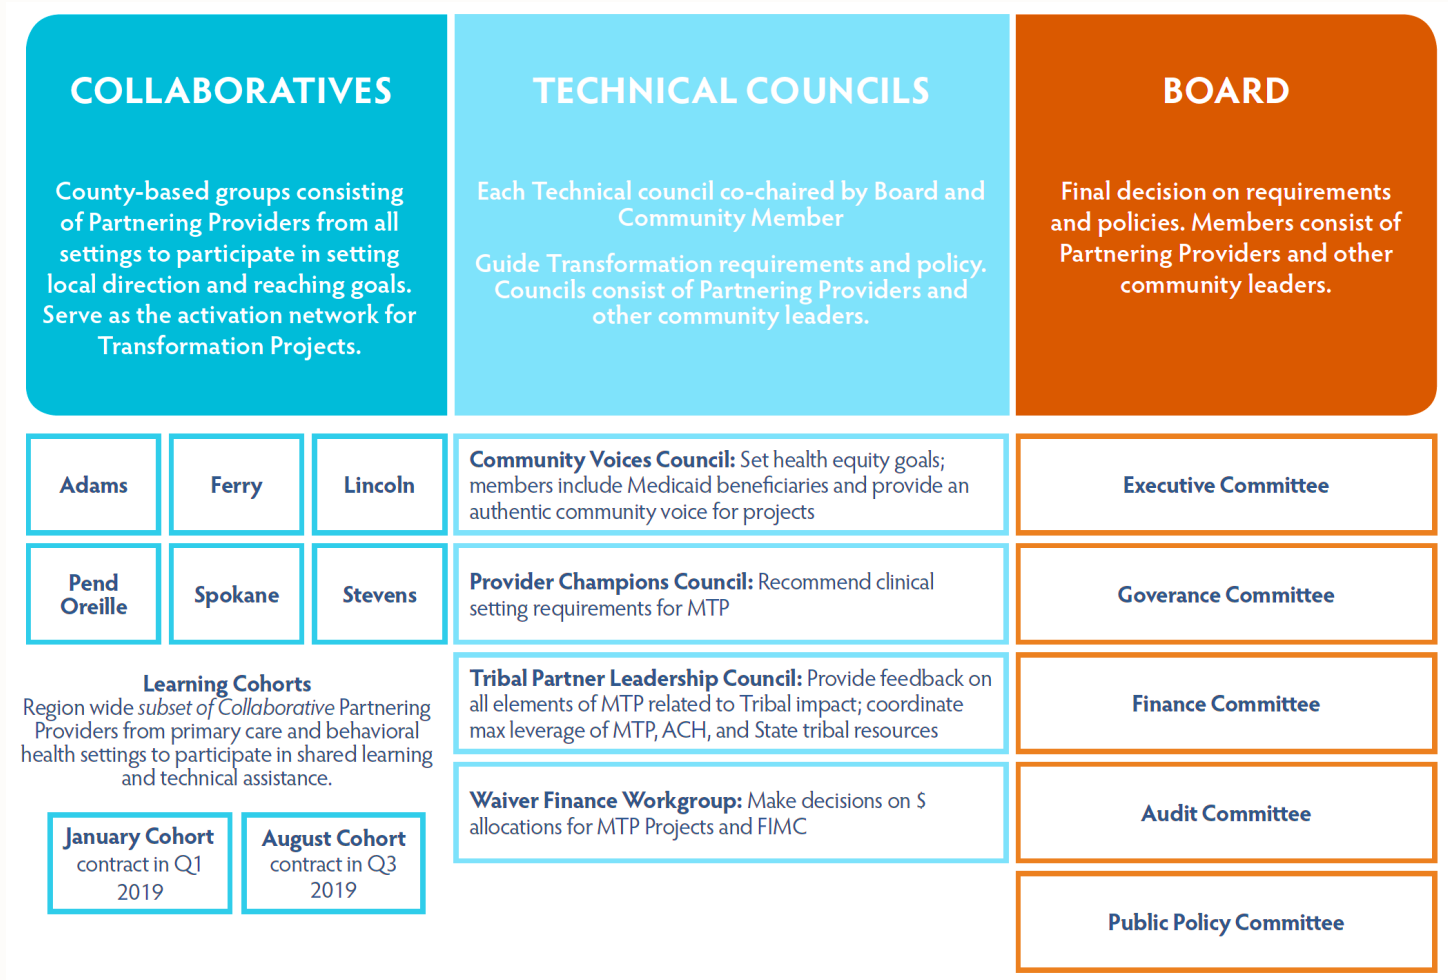 COLLABORATIVES
County-based groups consisting
of Partnering Providers from all
settings to participate in setting
local direction and reaching goals.
Serve as the activation network for
Transformation Projects.
TECHNICAL COUNCILS
Each Technical council co-chaired by Board and
Community Member
Guide Transformation requirements and policy.
Councils consist of Partnering Providers and
other community leaders.
BOARD
Final decision on requirements
and policies. Members consist of
Partnering Providers and other
community leaders.
Adams
Ferry
Lincoln
Pend
Oreille
Spokane
Stevens
Learning Cohorts
Region wide subset of Collaborative Partnering
Providers from primary care and behavioral
health settings to participate in shared learning
and technical assistance.
January Cohort
contract in Q1
2019
August Cohort
contract in Q3
2019
Community Voices Council: Set health equity goals;
members include Medicaid beneficiaries and provide an
authentic community voice for projects
Provider Champions Council: Recommend clinical
setting requirements for MTP
Tribal Partner Leadership Council: Provide feedback on
all elements of MTP related to Tribal impact; coordinate
max leverage of MTP, ACH, and State tribal resources
Waiver Finance Workgroup: Make decisions on $
allocations for MTP Projects and FIMC
Executive Committee
Goverance Committee
Finance Committee
Audit Committee
Public Policy Committee